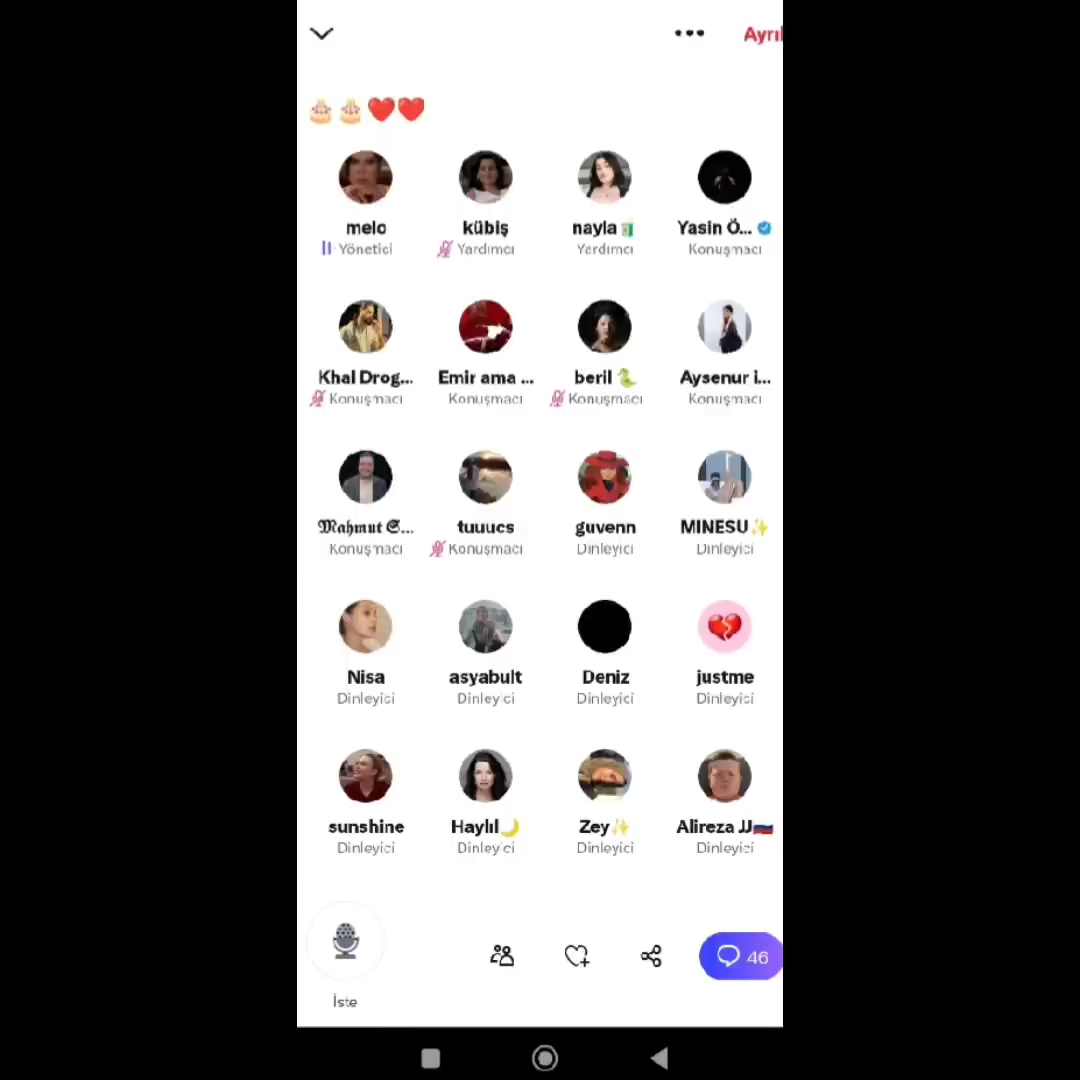 Ayrıl
🎂🎂❤️❤️
melo kübiş nayla🧃 Yasin Ö...
Yönetici Yardımcı Yardımcı Konuşmacı
Khal Drog... Emir ama ... beril 🐍 Aysenur i...
Konuşmacı Konuşmacı Konuşmacı Konuşmacı
𝕸𝖆𝖍𝖒𝖚𝖙 𝕾... tuuucs guvenn MINESU✨
Konuşmacı Konuşmacı Dinleyici Dinleyici
Nisa asyabult Deniz justme
Dinleyici Dinleyici Dinleyici Dinleyici
sunshine Haylıl🌙 Zey✨ Alireza JJ🇷🇺
Dinleyici Dinleyici Dinleyici Dinleyici
46
İste